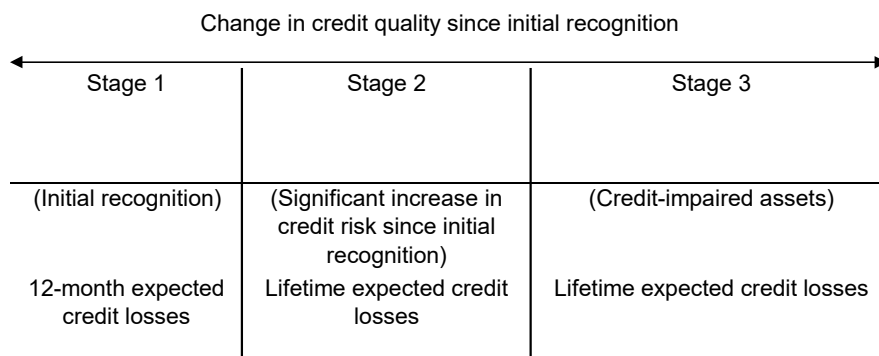 Change in credit quality since initial recognition
Stage 1
Stage 2
Stage 3
(Initial recognition)
(Significant increase in
credit risk since initial
recognition)
(Credit-impaired assets)
12-month expected
credit losses
Lifetime expected credit
losses
Lifetime expected credit losses